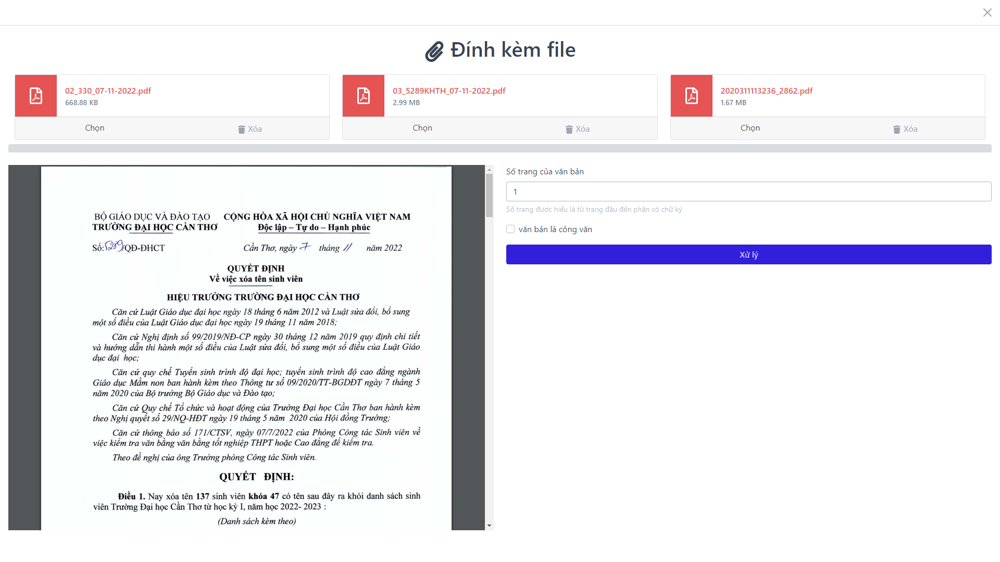 Đính kèm file
02_330_07-11-2022.pdf
668.88 KB
Chọn
Xóa
03_5289KHTH_07-11-2022.pdf
2.99 MB
Chọn
Xóa
2020311113236_2862.pdf
1.67 MB
Chọn
Xóa
BỘ GIÁO DỤC VÀ ĐÀO TẠO
TRƯỜNG ĐẠI HỌC CẦN THƠ
CỘNG HÒA XÃ HỘI CHỦ NGHĨA VIỆT NAM
Độc lập – Tự do – Hạnh phúc
Số:5289/QĐ-ĐHCT
Cần Thơ, ngày 7 tháng 11 năm 2022
QUYẾT ĐỊNH
Về việc xóa tên sinh viên
HIỆU TRƯỞNG TRƯỜNG ĐẠI HỌC CẦN THƠ
Căn cứ Luật Giáo dục đại học ngày 18 tháng 6 năm 2012 và Luật sửa đổi, bổ sung
một số điều của Luật Giáo dục đại học ngày 19 tháng 11 năm 2018;
Căn cứ Nghị định số 99/2019/NĐ-CP ngày 30 tháng 12 năm 2019 quy định chi tiết
và hướng dẫn thi hành một số điều của Luật sửa đổi, bổ sung một số điều của Luật Giáo
dục đại học;
Căn cứ quy chế Tuyển sinh trình độ đại học; tuyển sinh trình độ cao đẳng ngành
Giáo dục Mầm non ban hành kèm theo Thông tư số 09/2020/TT-BGDĐT ngày 7 tháng 5
năm 2020 của Bộ trưởng Bộ Giáo dục và Đào tạo;
Căn cứ Quy chế Tổ chức và hoạt động của Trường Đại học Cần Thơ ban hành kèm
theo Nghị quyết số 29/NQ-HĐT ngày 19 tháng 5 năm 2020 của Hội đồng Trường;
Căn cứ thông báo số 171/CTSV, ngày 07/7/2022 của Phòng Công tác Sinh viên về
việc kiểm tra văn bằng văn bằng tốt nghiệp THPT hoặc Cao đẳng để kiểm tra.
Theo đề nghị của ông Trưởng phòng Công tác Sinh viên.
QUYẾT ĐỊNH:
Điều 1. Nay xóa tên 137 sinh viên khóa 47 có tên sau đây ra khỏi danh sách sinh
viên Trường Đại học Cần Thơ từ học kỳ I, năm học 2022- 2023 :
(Danh sách kèm theo)
Số trang của văn bản
1
Số trang được hiểu là từ trang đầu đến phần có chữ ký
văn bản là công văn
Xử lý